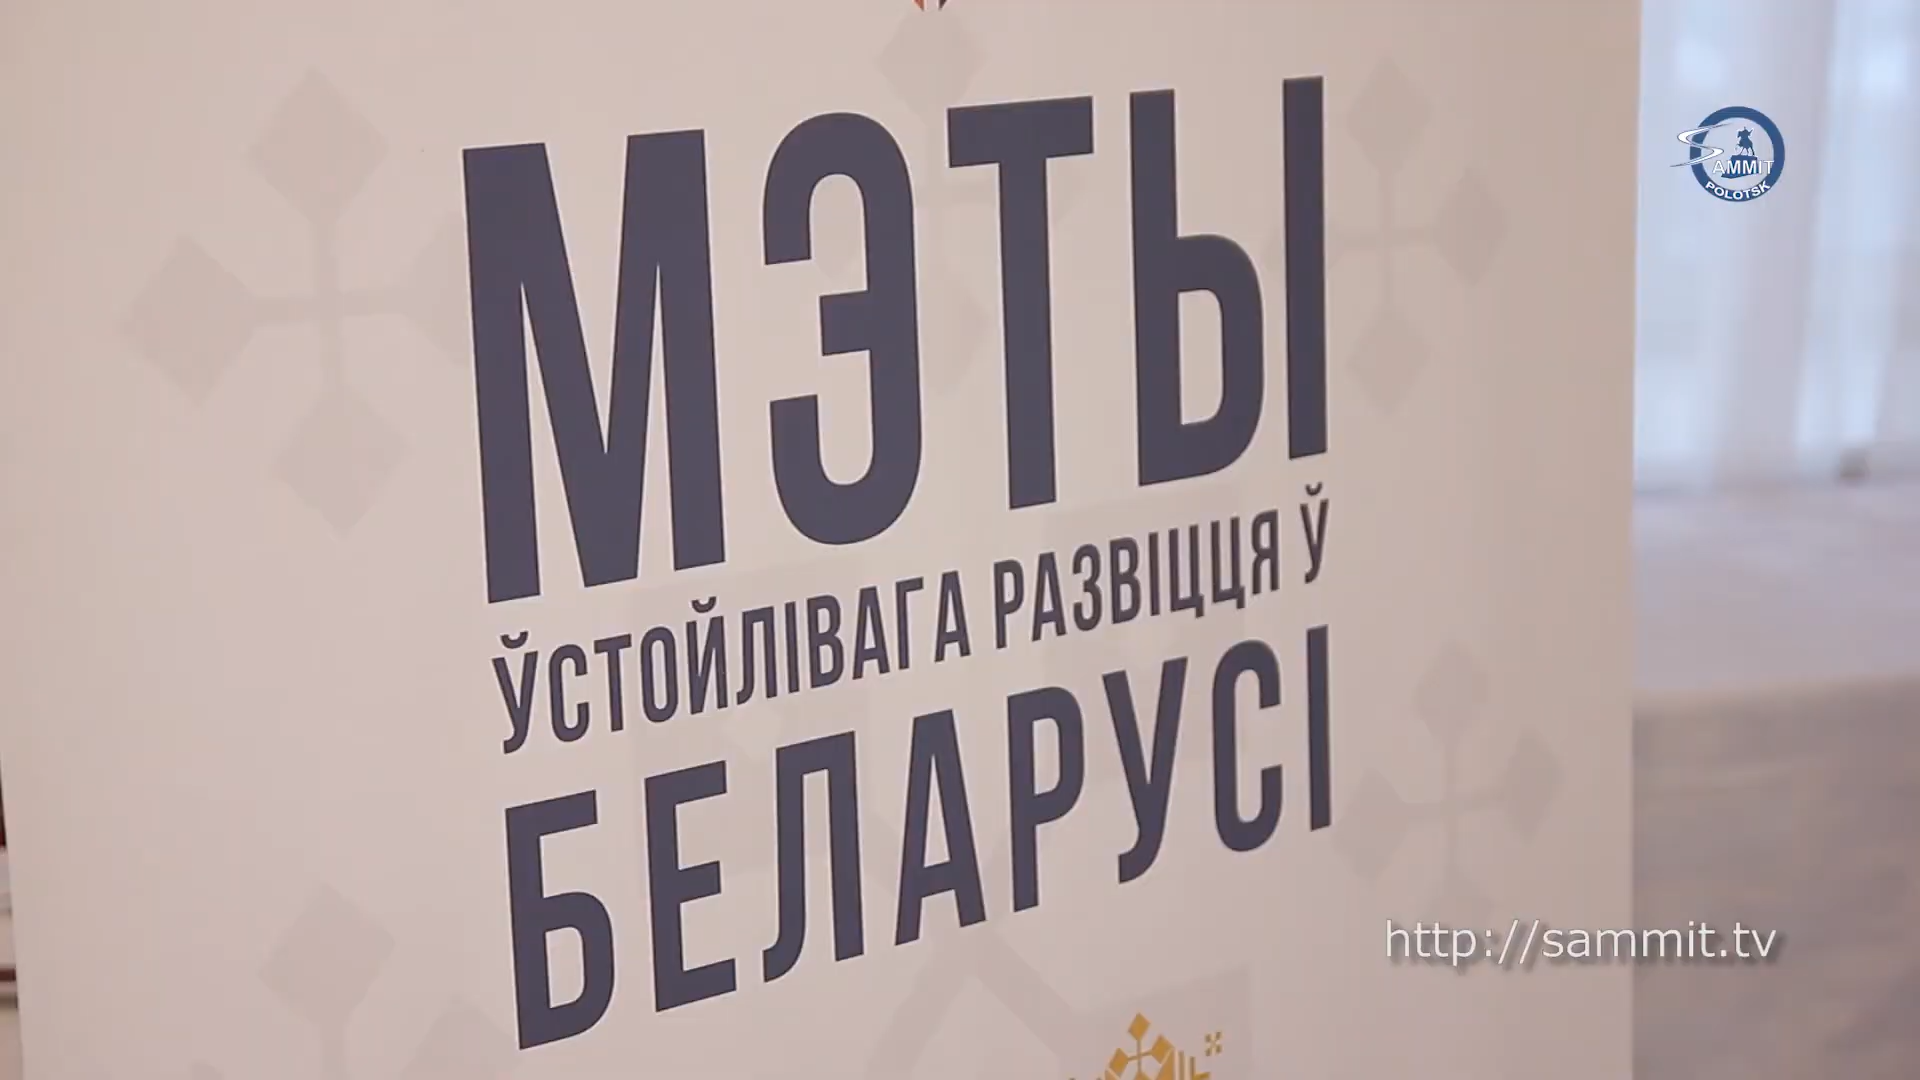 МЭТЫ
ЎСТОЙЛІВАГА РАЗВІЦЦЯ Ў
БЕЛАРУСІ
SAMMIT
POLOTSK
http://sammit.tv